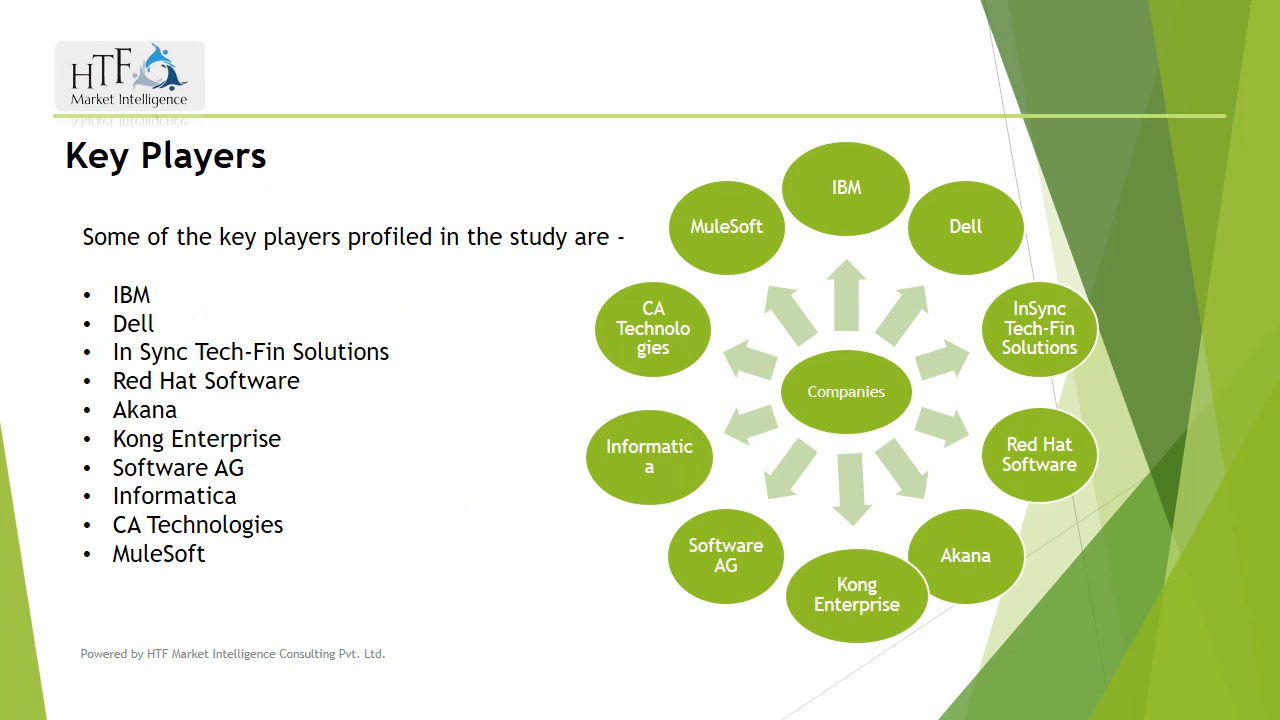 HTF
Market Intelligence
Key Players
Some of the key players profiled in the study are -
• IBM
• Dell
• In Sync Tech-Fin Solutions
• Red Hat Software
• Akana
• Kong Enterprise
• Software AG
• Informatica
• CA Technologies
• MuleSoft
IBM
Dell
InSync
Tech-Fin
Solutions
Red Hat
Software
Akana
Kong
Enterprise
Software
AG
Informatic
a
CA
Technolo
gies
MuleSoft
Companies
Powered by HTF Market Intelligence Consulting Pvt. Ltd.